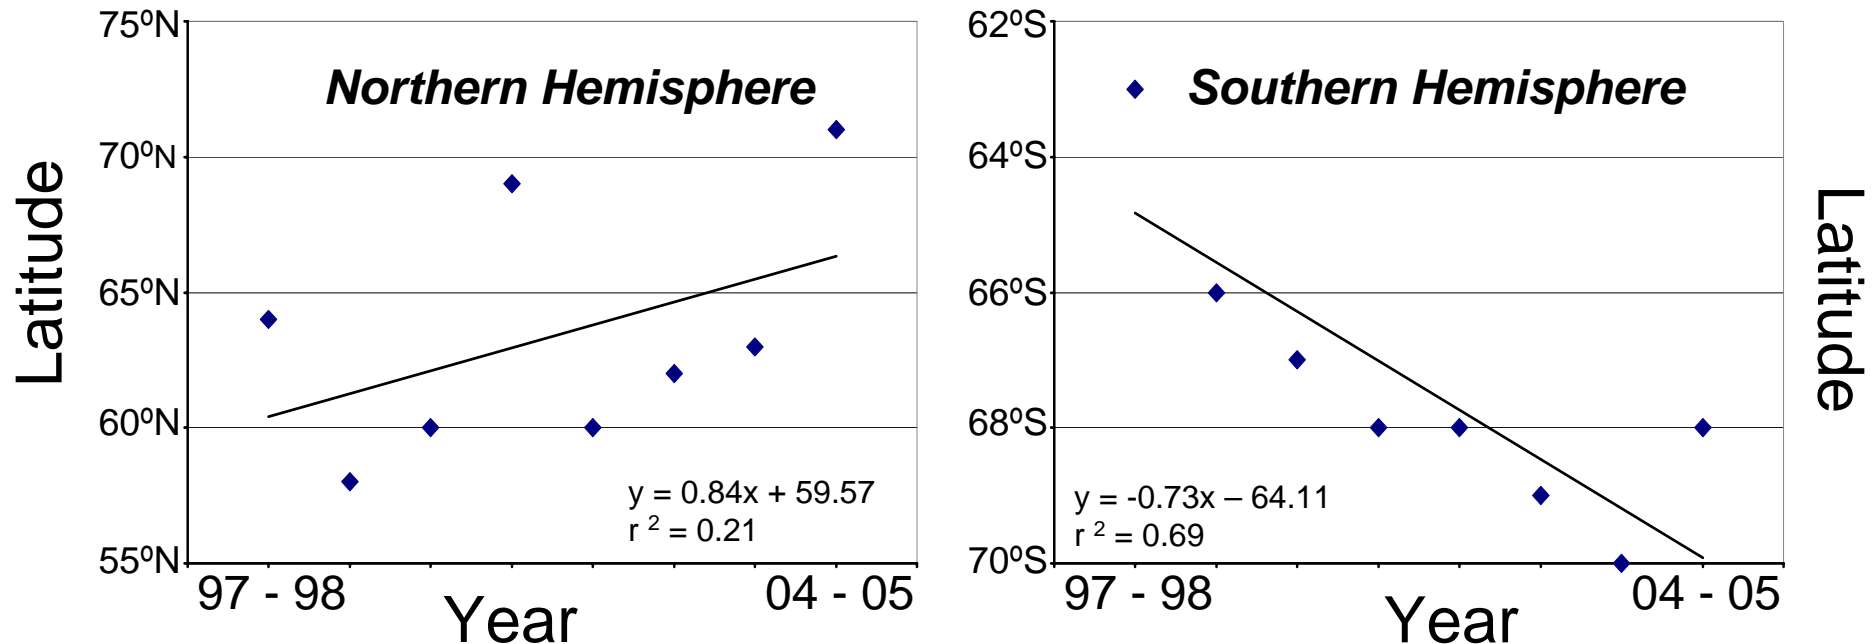 75ºN
70ºN
65ºN
60ºN
55ºN
Latitude
Northern Hemisphere
y = 0.84x + 59.57
r ² = 0.21
97 - 98
04 - 05
Year
62ºS
64ºS
66ºS
68ºS
70ºS
Southern Hemisphere
y = -0.73x – 64.11
r ² = 0.69
97 - 98
04 - 05
Year
Latitude